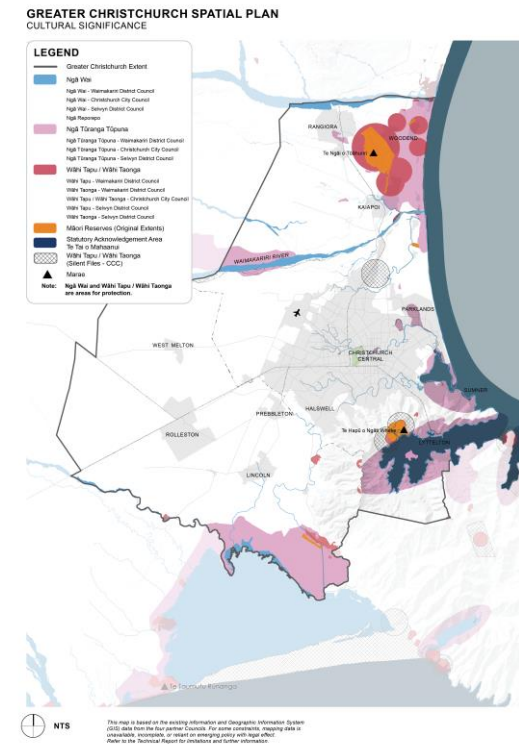 GREATER CHRISTCHURCH SPATIAL PLAN
CULTURAL SIGNIFICANCE
LEGEND
Greater Christchurch Extent
Ngā Wai
Ngā Wai - Waimakariri District Council
Ngā Wai - Christchurch City Council
Ngā Wai - Selwyn District Council
Ngā Reporepo
Ngā Tūranga Tūpuna
Ngā Tūranga Tūpuna - Waimakariri District Council
Ngā Tūranga Tūpuna - Christchurch City Council
Ngā Tūranga Tūpuna - Selwyn District Council
Wāhi Tapu / Wāhi Taonga
Wāhi Tapu - Waimakariri District Council
Wāhi Taonga - Waimakariri District Council
Wāhi Tapu / Wāhi Taonga - Christchurch City Council
Wāhi Tapu - Selwyn District Council
Wāhi Taonga - Selwyn District Council
Māori Reserves (Original Extents)
Statutory Acknowledgement Area
Te Tai o Mahaanui
Wāhi Tapu / Wāhi Taonga
(Silent Files - CCC)
Marae
Note: Ngā Wai and Wāhi Tapu / Wāhi Taonga
are areas for protection.
RANGIORA
WOODEND
Te Ngāi o Tūāhuriri
KAIAPOI
WAIMAKARIRI RIVER
PARKLANDS
WEST MELTON
CHRISTCHURCH
CENTRAL
SUMNER
PREBBLETON
HALSWELL
ROLLESTON
Te Hapū o Ngāti Wheke
LYTTELTON
LINCOLN
Te Taumutu Rūnanga
NTS
This map is based on the existing information and Geographic Information System
(GIS) data from the four partner Councils. For some constraints, mapping data is
unavailable, incomplete, or reliant on emerging policy with legal effect.
Refer to the Technical Report for limitations and further information.